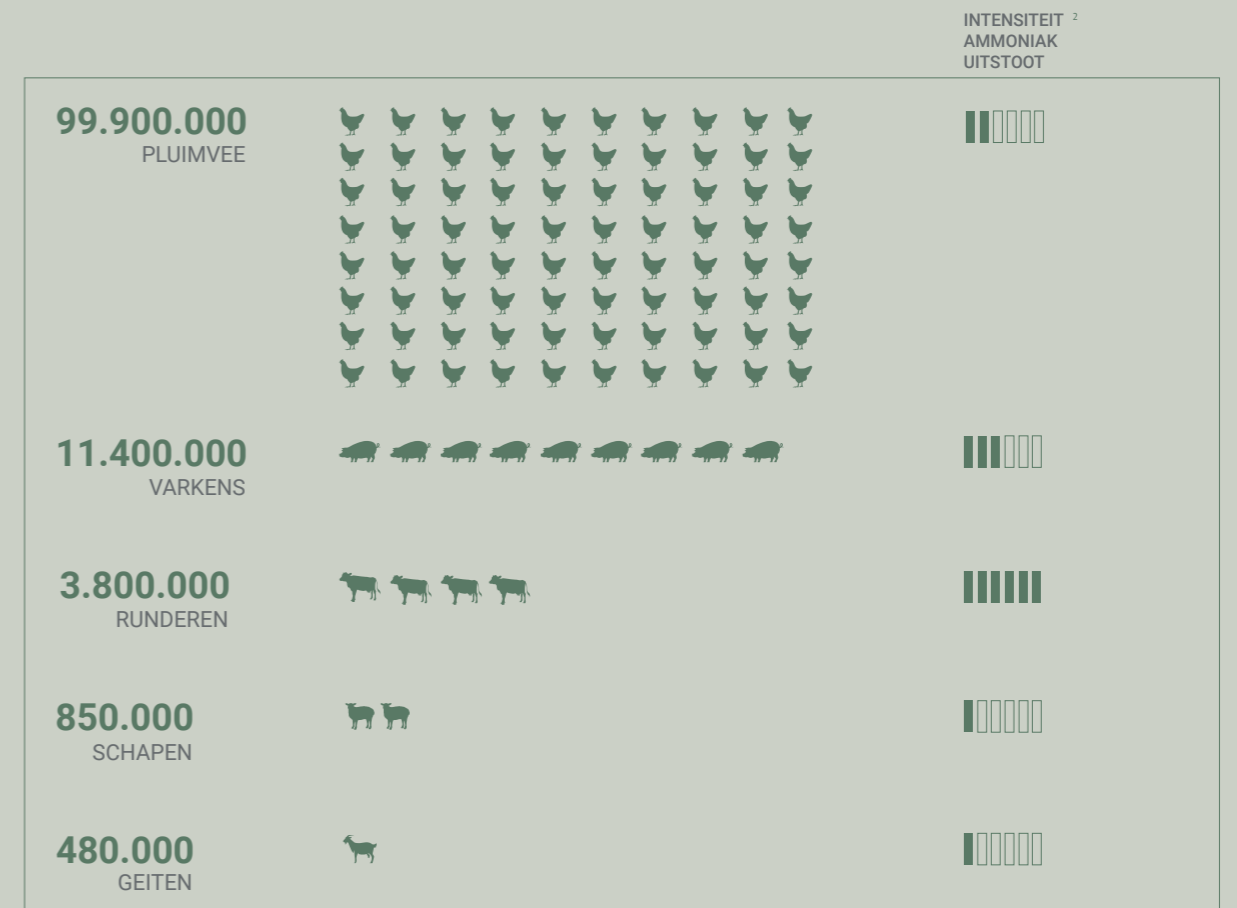 INTENSITEIT 2
AMMONIAK
UITSTOOT
99.900.000
PLUIMVEE
11.400.000
VARKENS
3.800.000
RUNDEREN
850.000
SCHAPEN
480.000
GEITEN